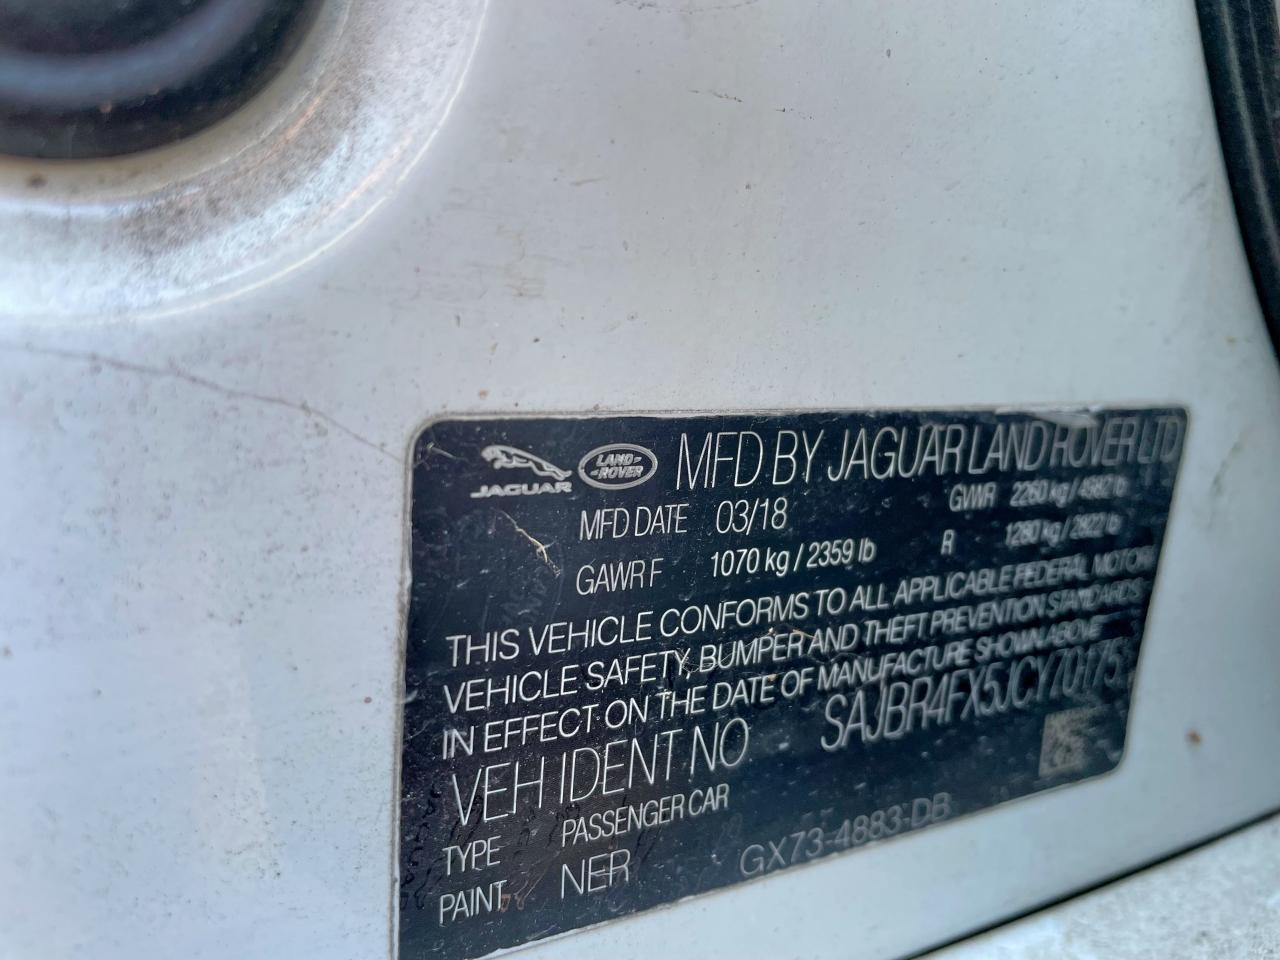 JAGUAR LAND-ROVER MFD BY JAGUAR LAND ROVER LTD
MFD DATE 03/18 GVWR 2260 kg / 4982 lb
GAWR F 1070 kg / 2359 lb R 1280 kg / 2822 lb
THIS VEHICLE CONFORMS TO ALL APPLICABLE FEDERAL MOTOR
VEHICLE SAFETY, BUMPER AND THEFT PREVENTION STANDARDS
IN EFFECT ON THE DATE OF MANUFACTURE SHOWN ABOVE
VEH IDENT NO SAJBR4FX5JCY70175
TYPE PASSENGER CAR
PAINT NER GX73-4883-DB